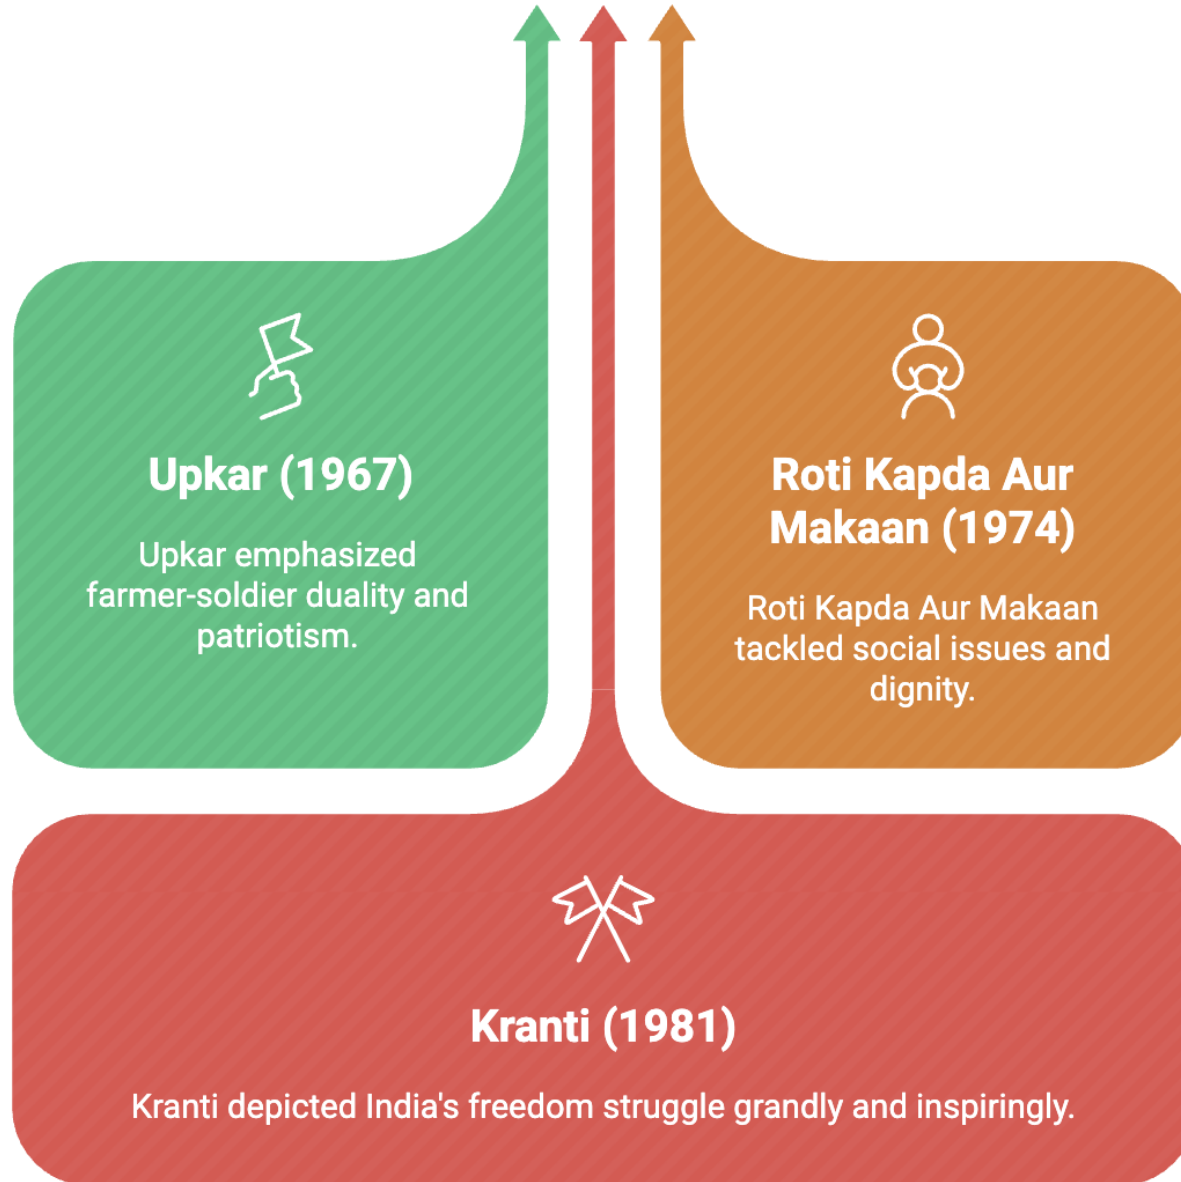 Upkar (1967)
Upkar emphasized
farmer-soldier duality and
patriotism.
Roti Kapda Aur
Makaan (1974)
Roti Kapda Aur Makaan
tackled social issues and
dignity.
Kranti (1981)
Kranti depicted India's freedom struggle grandly and inspiringly.